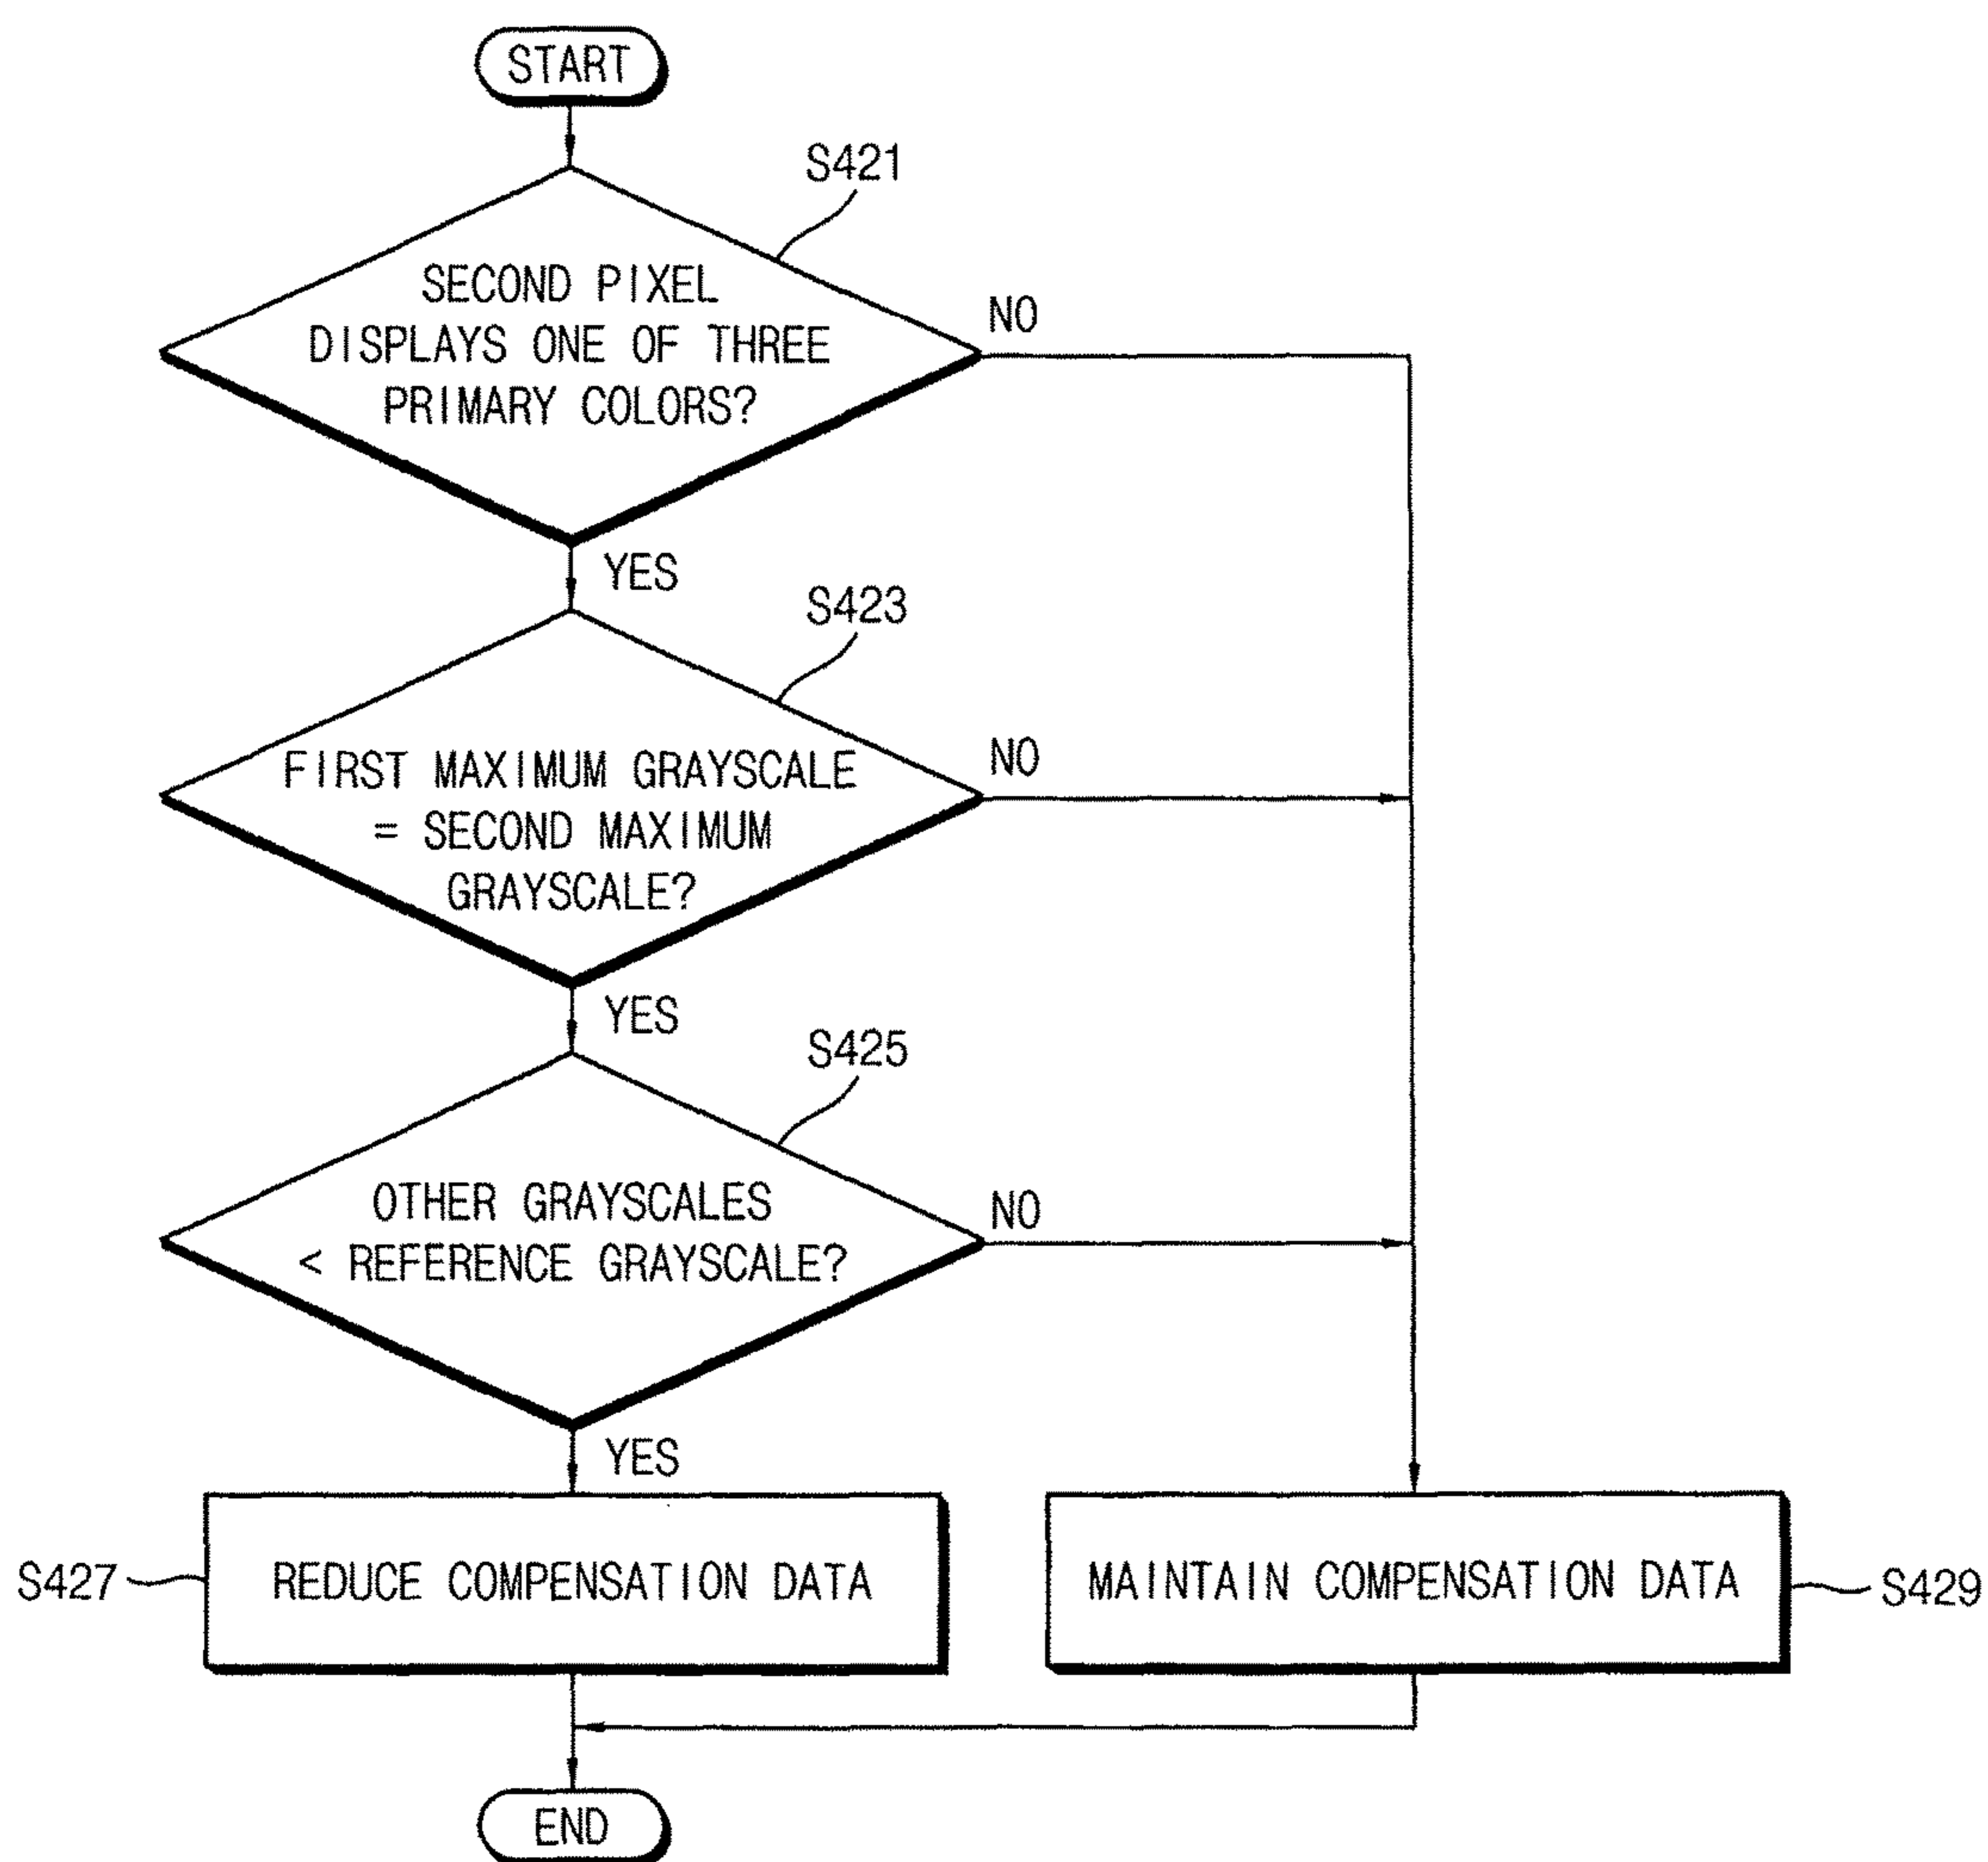 START
S421
SECOND PIXEL
DISPLAYS ONE OF THREE
PRIMARY COLORS?
NO
YES
S423
FIRST MAXIMUM GRAYSCALE
= SECOND MAXIMUM
GRAYSCALE?
NO
YES
S425
OTHER GRAYSCALES
< REFERENCE GRAYSCALE?
NO
YES
S427
REDUCE COMPENSATION DATA
MAINTAIN COMPENSATION DATA
S429
END